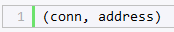 1 (conn, address)